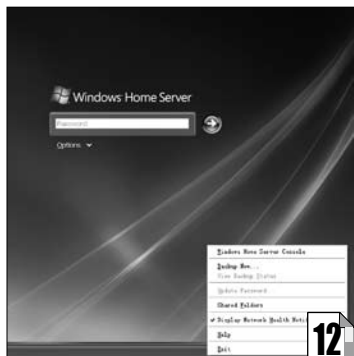 Windows Home Server
Password
Options
Windows Home Server Console
Backup Now...
View Backup Status
Update Password
Shared Folders
Display Network Health Noti
Help
Exit
12